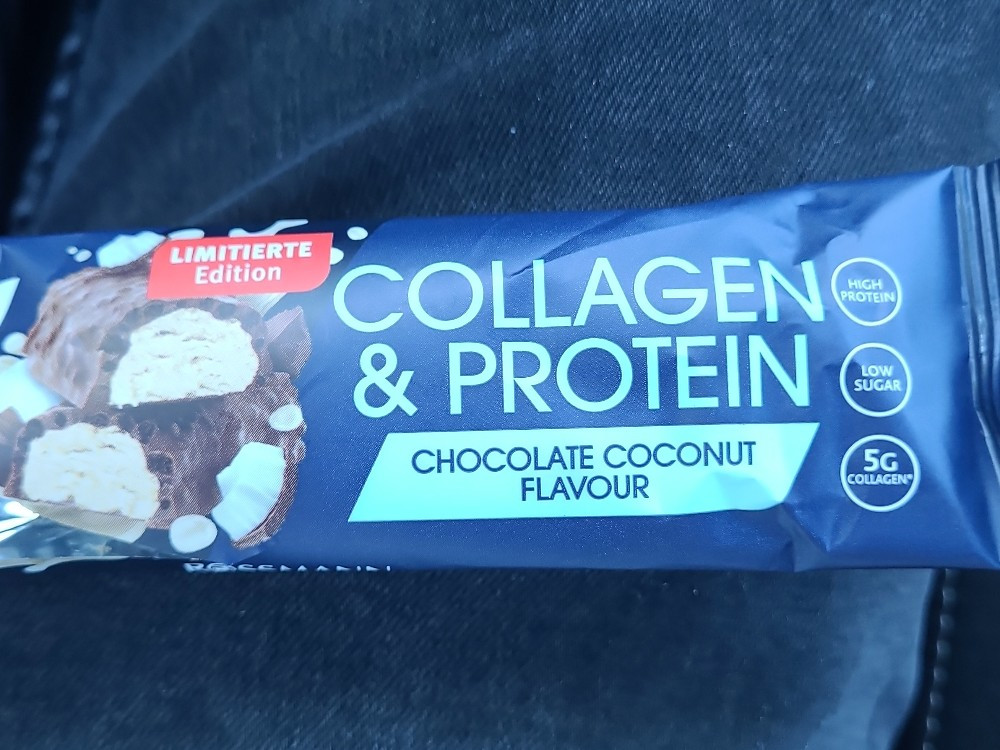 LIMITIERTE
Edition
COLLAGEN
& PROTEIN
CHOCOLATE COCONUT
FLAVOUR
HIGH
PROTEIN
LOW
SUGAR
5G
COLLAGEN*